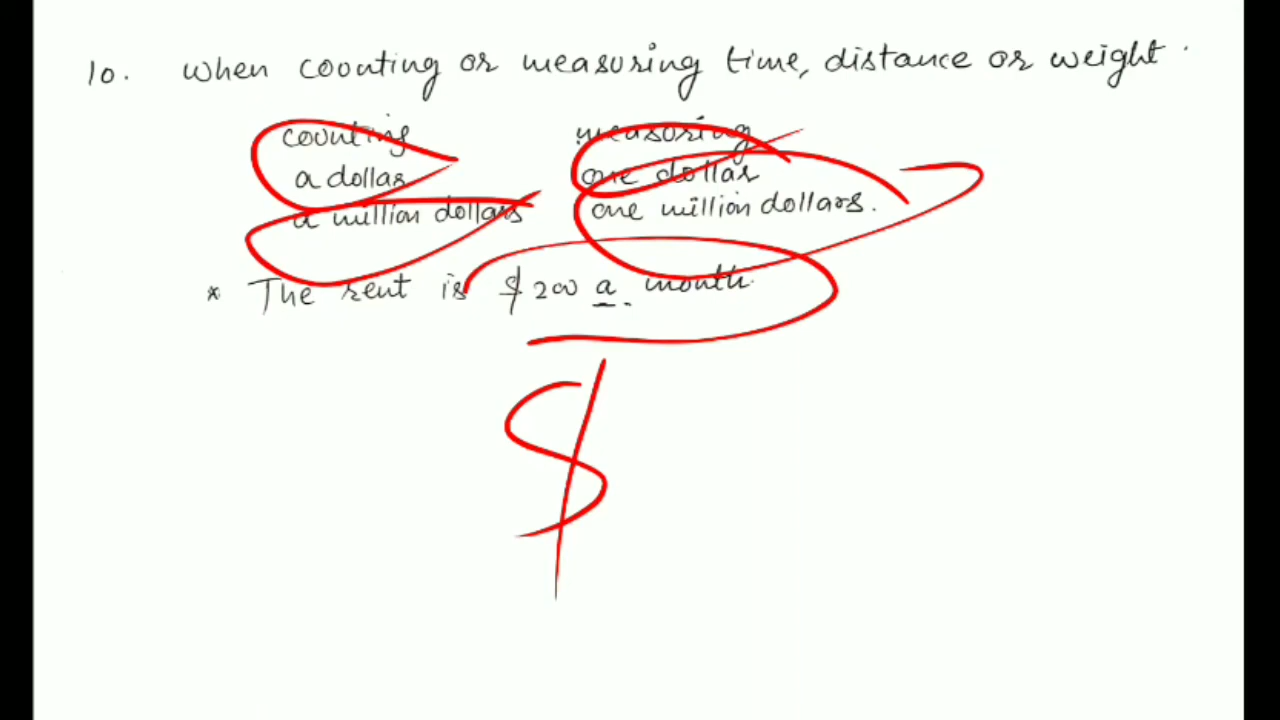 10. when counting or measuring time, distance or weight.
counting measuring
a dollar one dollar
a million dollars one million dollars.
* The rent is $200 a month.
$